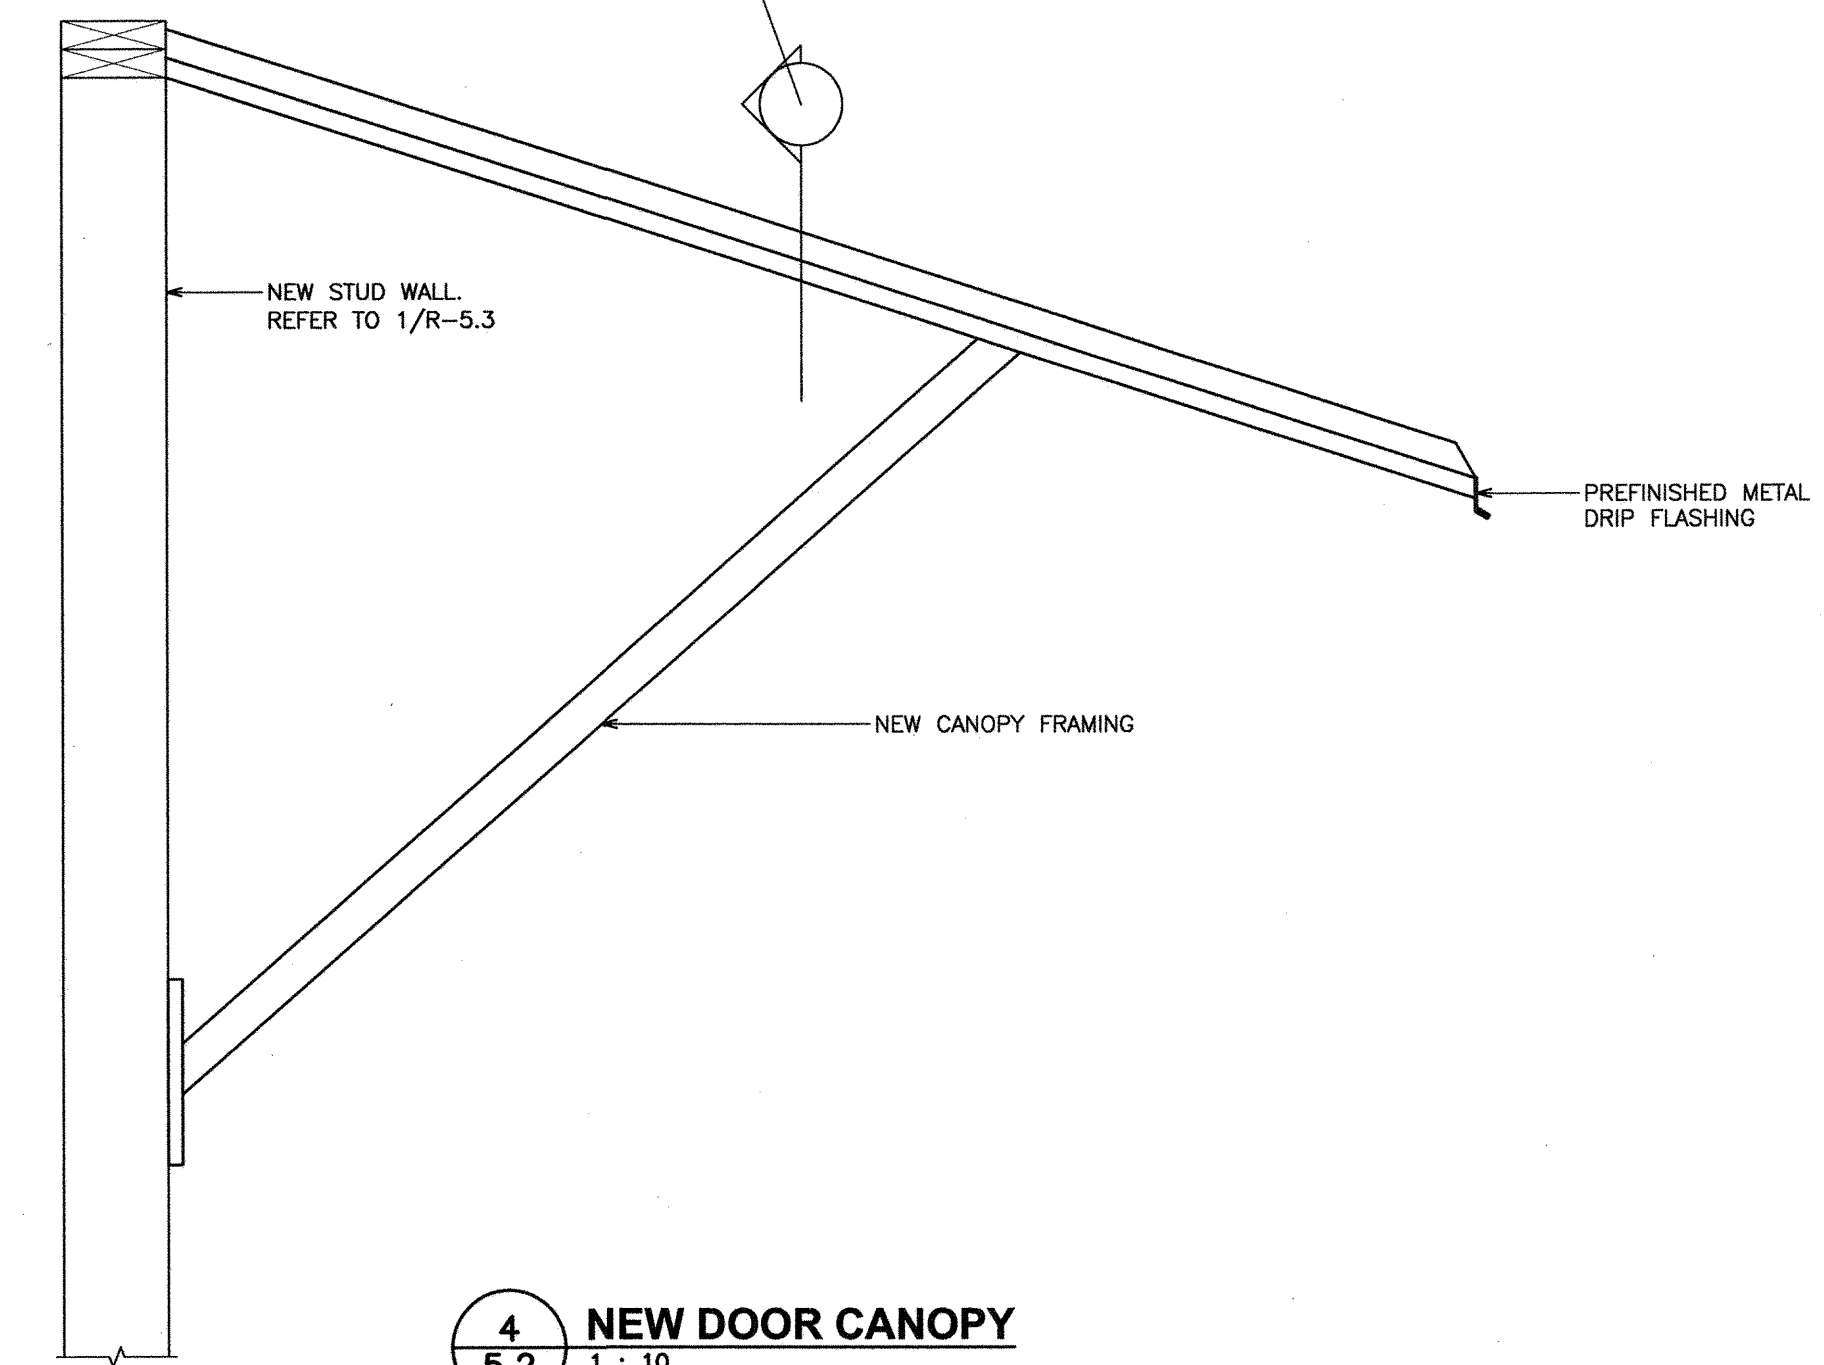 NEW STUD WALL.
REFER TO 1/R-5.3
PREFINISHED METAL
DRIP FLASHING
NEW CANOPY FRAMING
4
NEW DOOR CANOPY
5.2
1 : 10